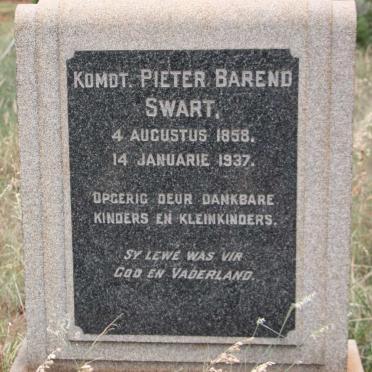 KOMDT. PIETER BAREND
SWART.
4 AUGUSTUS 1858.
14 JANUARIE 1937.
OPGERIG DEUR DANKBARE
KINDERS EN KLEINKINDERS.
SY LEWE WAS VIR
GOD EN VADERLAND.